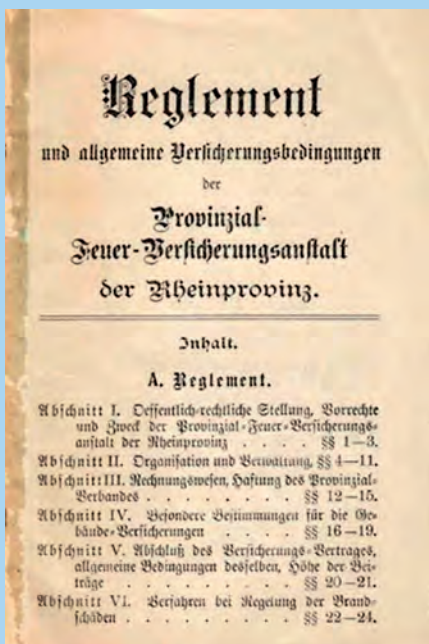 Reglement
und allgemeine Versicherungsbedingungen
der
Provinzial-
Feuer-Versicherungsanstalt
der Rheinprovinz.
Inhalt.
A. Reglement.
Abschnitt I. Oeffentlich-rechtliche Stellung, Vorrechte
und Zweck der Provinzial-Feuer-Versicherungs-
anstalt der Rheinprovinz . . . . §§ 1—3.
Abschnitt II. Organisation und Verwaltung, §§ 4—11.
Abschnitt III. Rechnungswesen, Haftung des Provinzial-
Verbandes . . . . . . . . . §§ 12—15.
Abschnitt IV. Besondere Bestimmungen für die Ge-
bäude-Versicherungen . . . . . §§ 16—19.
Abschnitt V. Abschluß des Versicherungs-Vertrages,
allgemeine Bedingungen desselben, Höhe der Bei-
träge . . . . . . . . . . §§ 20—21.
Abschnitt VI. Verfahren bei Regelung der Brand-
schäden . . . . . . . . . . §§ 22—24.